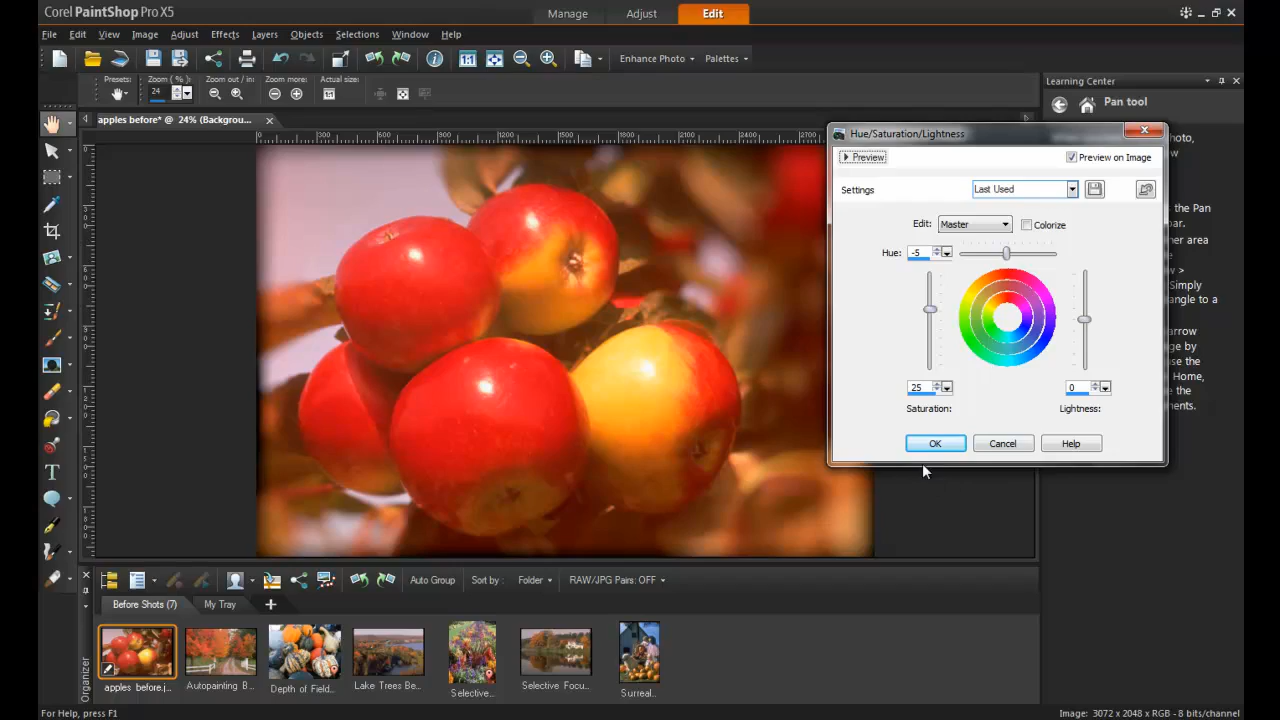 Corel PaintShop Pro X5
Manage
Adjust
Edit
File
Edit
View
Image
Adjust
Effects
Layers
Objects
Selections
Window
Help
Enhance Photo
Palettes
Presets:
Zoom ( % )
Zoom out / in:
Zoom more:
Actual size:
24
Learning Center
Pan tool
apples before* @ 24% (Backgrou...
Hue/Saturation/Lightness
Preview
Preview on Image
Settings
Last Used
Edit:
Master
Colorize
Hue:
-5
25
0
Saturation:
Lightness:
OK
Cancel
Help
Auto Group
Sort by :
Folder
RAW/JPG Pairs: OFF
Before Shots (7)
My Tray
apples before.j...
Autopainting B...
Depth of Field...
Lake Trees Be...
Selective...
Selective Focu...
Surreal...
Organizer
For Help, press F1
Image: 3072 x 2048 x RGB - 8 bits/channel